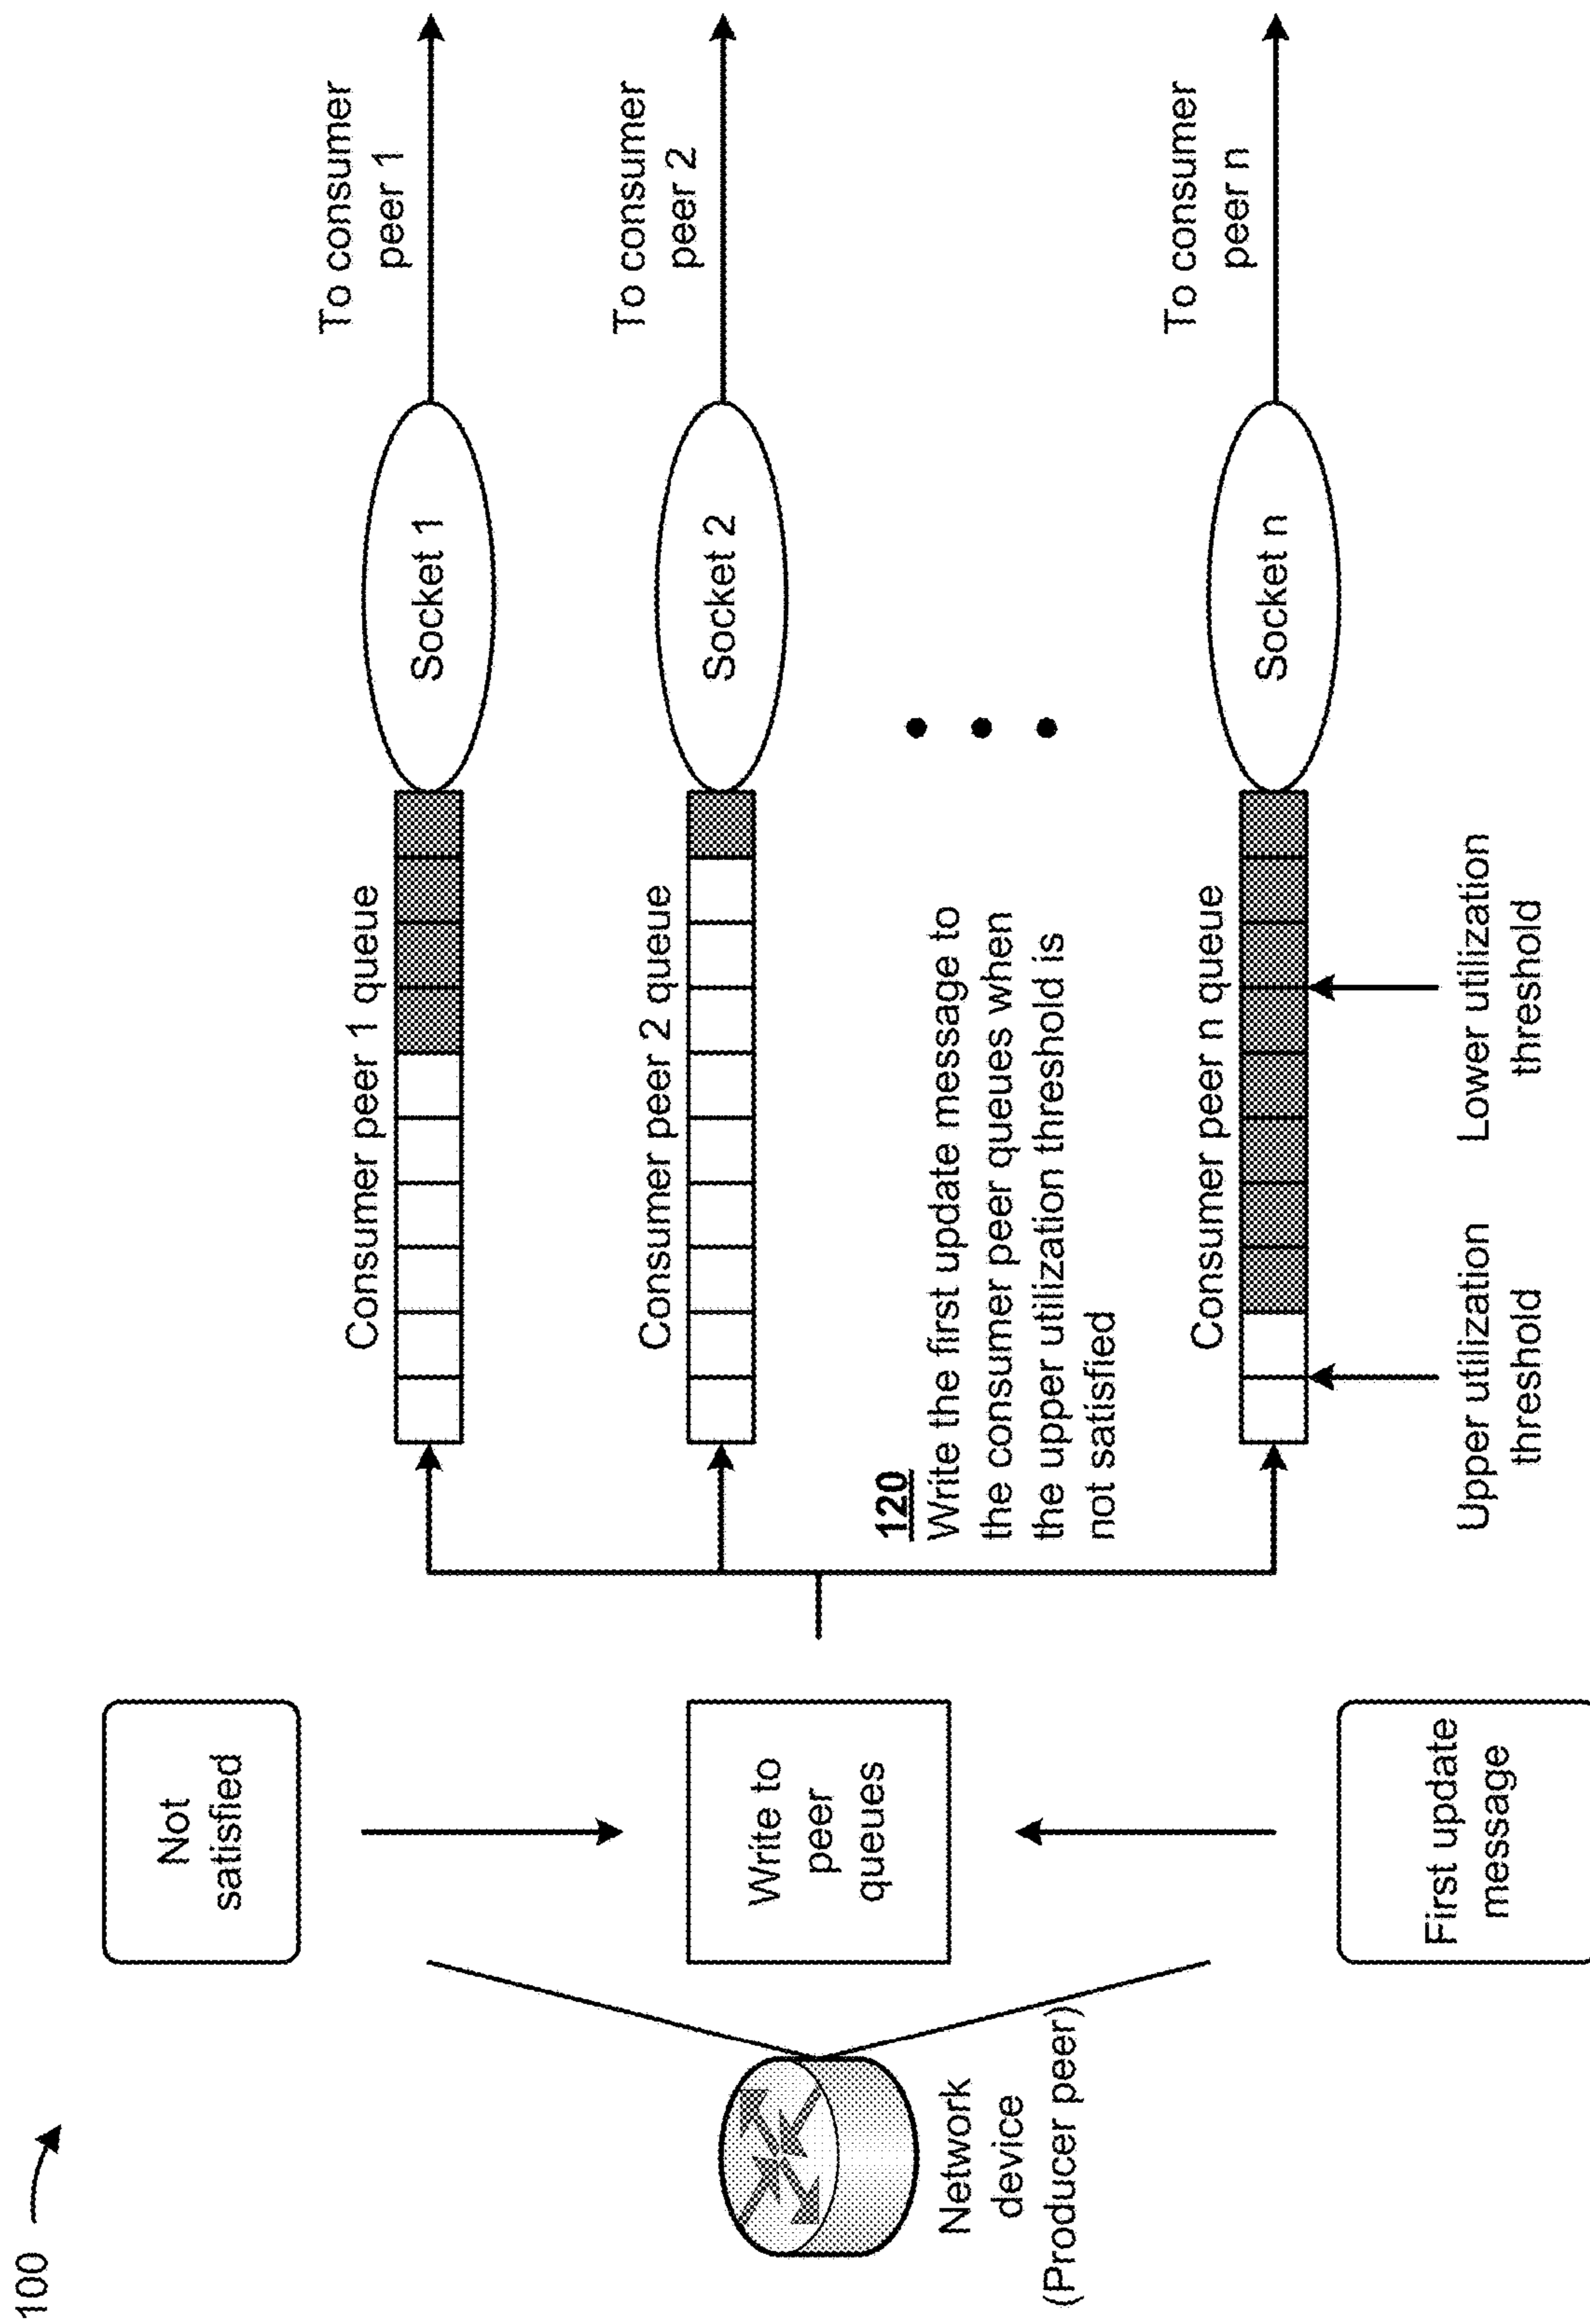 100
Network
device
(Producer peer)
Not
satisfied
Write to
peer
queues
First update
message
Consumer peer 1 queue
Socket 1
To consumer
peer 1
Consumer peer 2 queue
Socket 2
To consumer
peer 2
120
Write the first update message to
the consumer peer queues when
the upper utilization threshold is
not satisfied
Consumer peer n queue
Socket n
To consumer
peer n
Upper utilization
threshold
Lower utilization
threshold